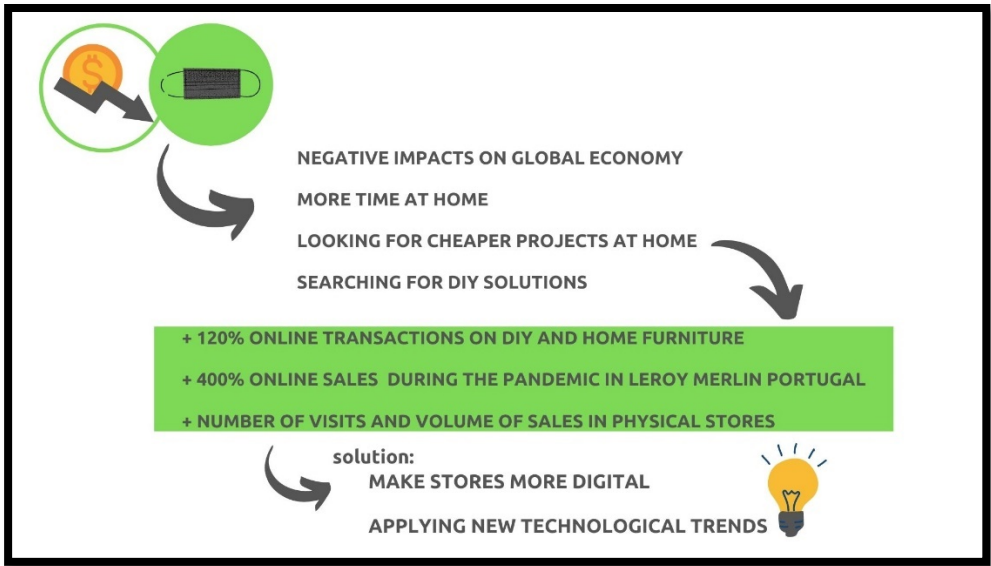 $
NEGATIVE IMPACTS ON GLOBAL ECONOMY
MORE TIME AT HOME
LOOKING FOR CHEAPER PROJECTS AT HOME
SEARCHING FOR DIY SOLUTIONS
+ 120% ONLINE TRANSACTIONS ON DIY AND HOME FURNITURE
+ 400% ONLINE SALES DURING THE PANDEMIC IN LEROY MERLIN PORTUGAL
+ NUMBER OF VISITS AND VOLUME OF SALES IN PHYSICAL STORES
solution:
MAKE STORES MORE DIGITAL
APPLYING NEW TECHNOLOGICAL TRENDS